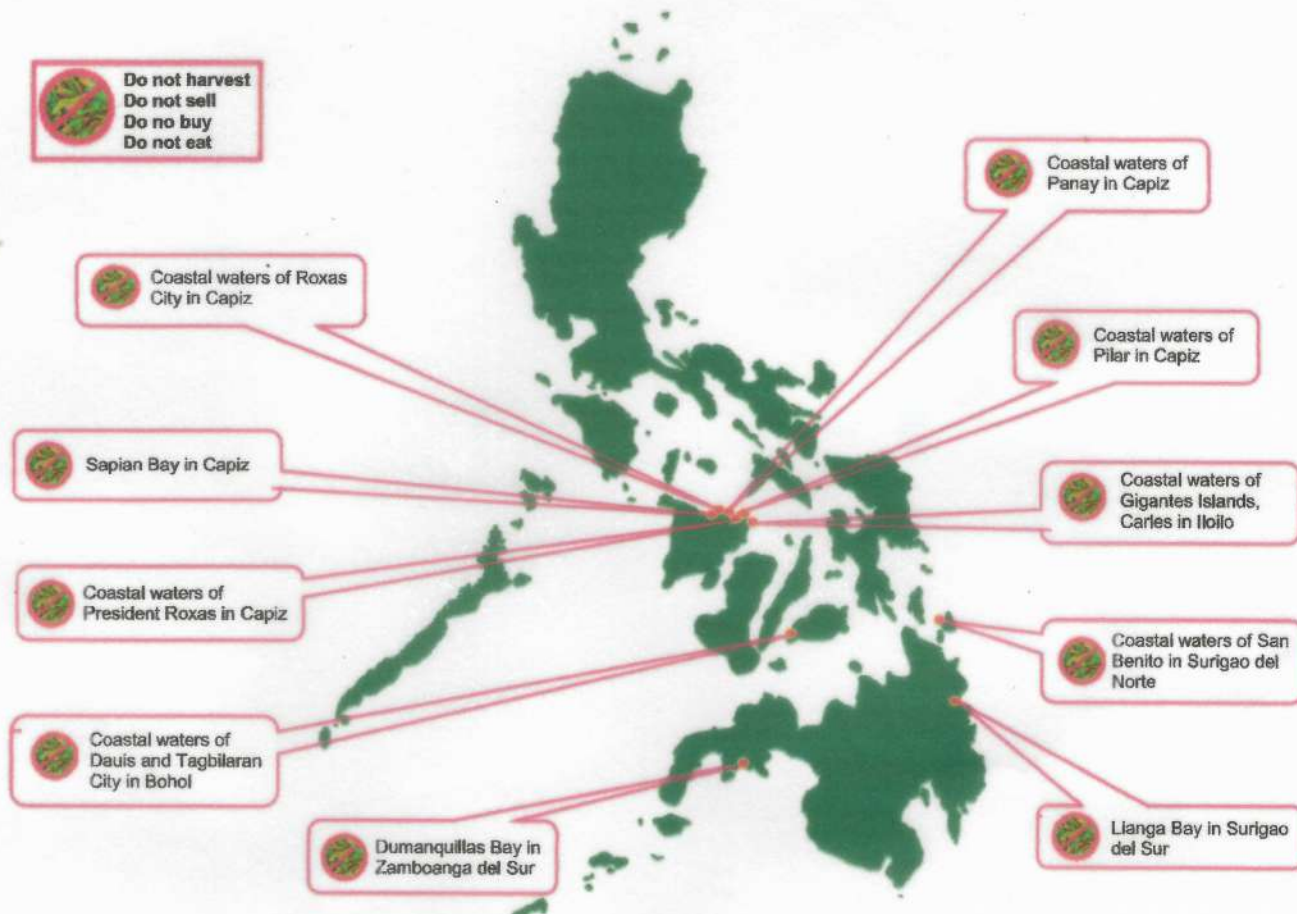 Do not harvest
Do not sell
Do no buy
Do not eat
Coastal waters of
Panay in Capiz
Coastal waters of Roxas
City in Capiz
Coastal waters of
Pilar in Capiz
Sapian Bay in Capiz
Coastal waters of
Gigantes Islands,
Carles in Iloilo
Coastal waters of
President Roxas in Capiz
Coastal waters of San
Benito in Surigao del
Norte
Coastal waters of
Dauis and Tagbilaran
City in Bohol
Dumanquillas Bay in
Zamboanga del Sur
Lianga Bay in Surigao
del Sur